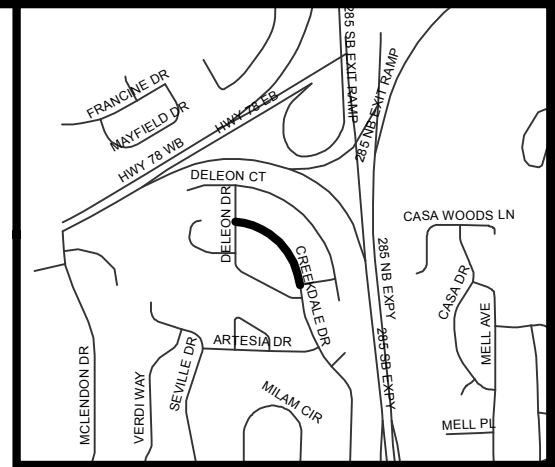 285 SB EXIT RAMP
285 NB EXIT RAMP
FRANCINE DR
MAYFIELD DR
HWY 78 EB
HWY 78 WB
DELEON CT
DELEON DR
CASA WOODS LN
CREEKDALE DR
285 NB EXPY
CASA DR
285 SB EXPY
MELL AVE
ARTESIA DR
SEVILLE DR
MCLENDON DR
VERDI WAY
MILAM CIR
MELL PL